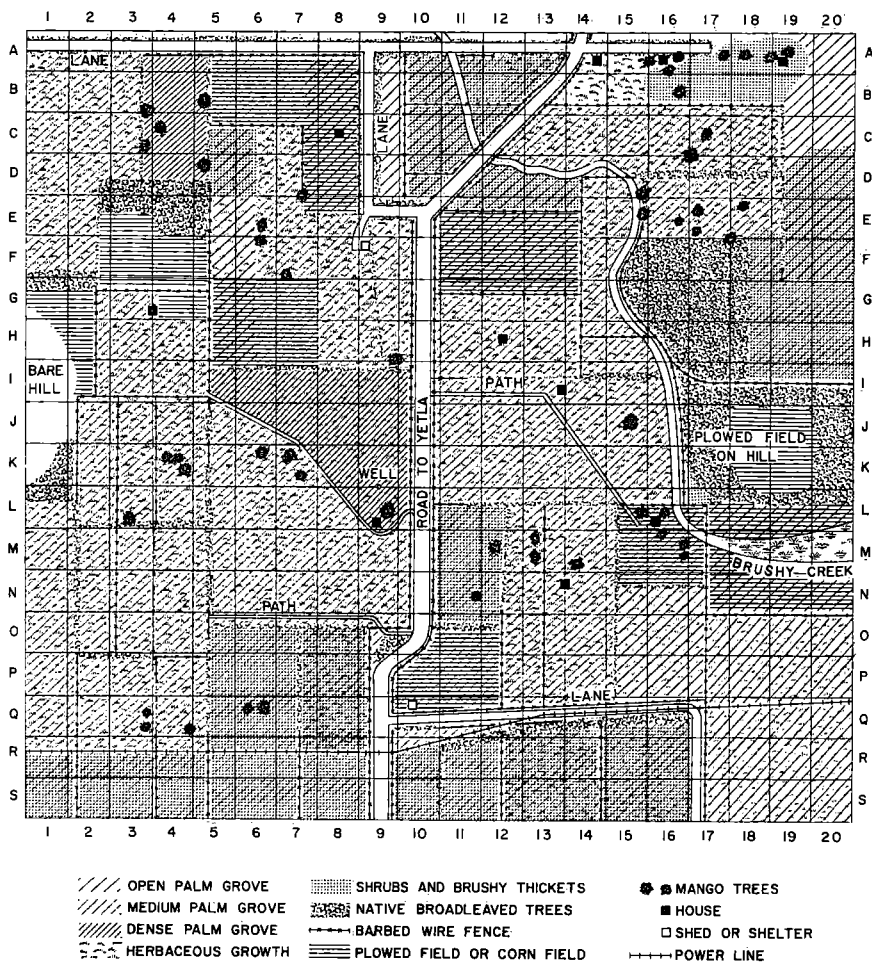 1 2 3 4 5 6 7 8 9 10 11 12 13 14 15 16 17 18 19 20
A A
LANE
B B
C C
LANE
D D
E E
F F
G G
H H
BARE
HILL
I I
PATH
J J
PLOWED FIELD
ON HILL
K K
WELL
ROAD TO YETLA
L L
M M
BRUSHY CREEK
N N
PATH
O O
P P
LANE
Q Q
R R
S S
1 2 3 4 5 6 7 8 9 10 11 12 13 14 15 16 17 18 19 20
OPEN PALM GROVE
MEDIUM PALM GROVE
DENSE PALM GROVE
HERBACEOUS GROWTH
SHRUBS AND BRUSHY THICKETS
NATIVE BROADLEAVED TREES
BARBED WIRE FENCE
PLOWED FIELD OR CORN FIELD
MANGO TREES
HOUSE
SHED OR SHELTER
POWER LINE